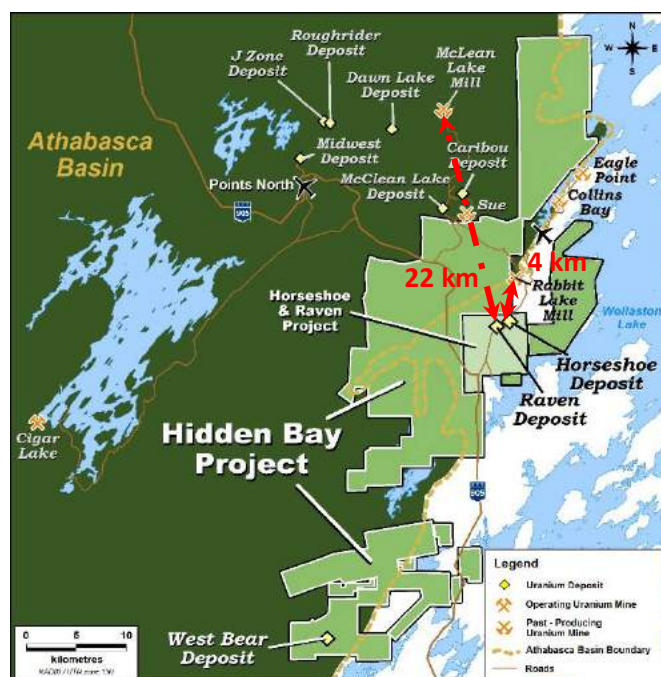 Roughrider
Deposit
J Zone
Deposit
Dawn Lake
Deposit
McLean
Lake
Mill
Athabasca
Basin
Midwest
Deposit
Caribou
Deposit
Points North
McClean Lake
Deposit
Sue
Eagle
Point
Collins
Bay
905
22 km
4 km
Rabbit
Lake
Mill
Horseshoe
& Raven
Project
Wollaston
Lake
Horseshoe
Deposit
Raven
Deposit
Cigar
Lake
Hidden Bay
Project
905
West Bear
Deposit
N
W
E
S
0 5 10
kilometres
Legend
Uranium Deposit
Operating Uranium Mine
Past - Producing
Uranium Mine
Athabasca Basin Boundary
Roads